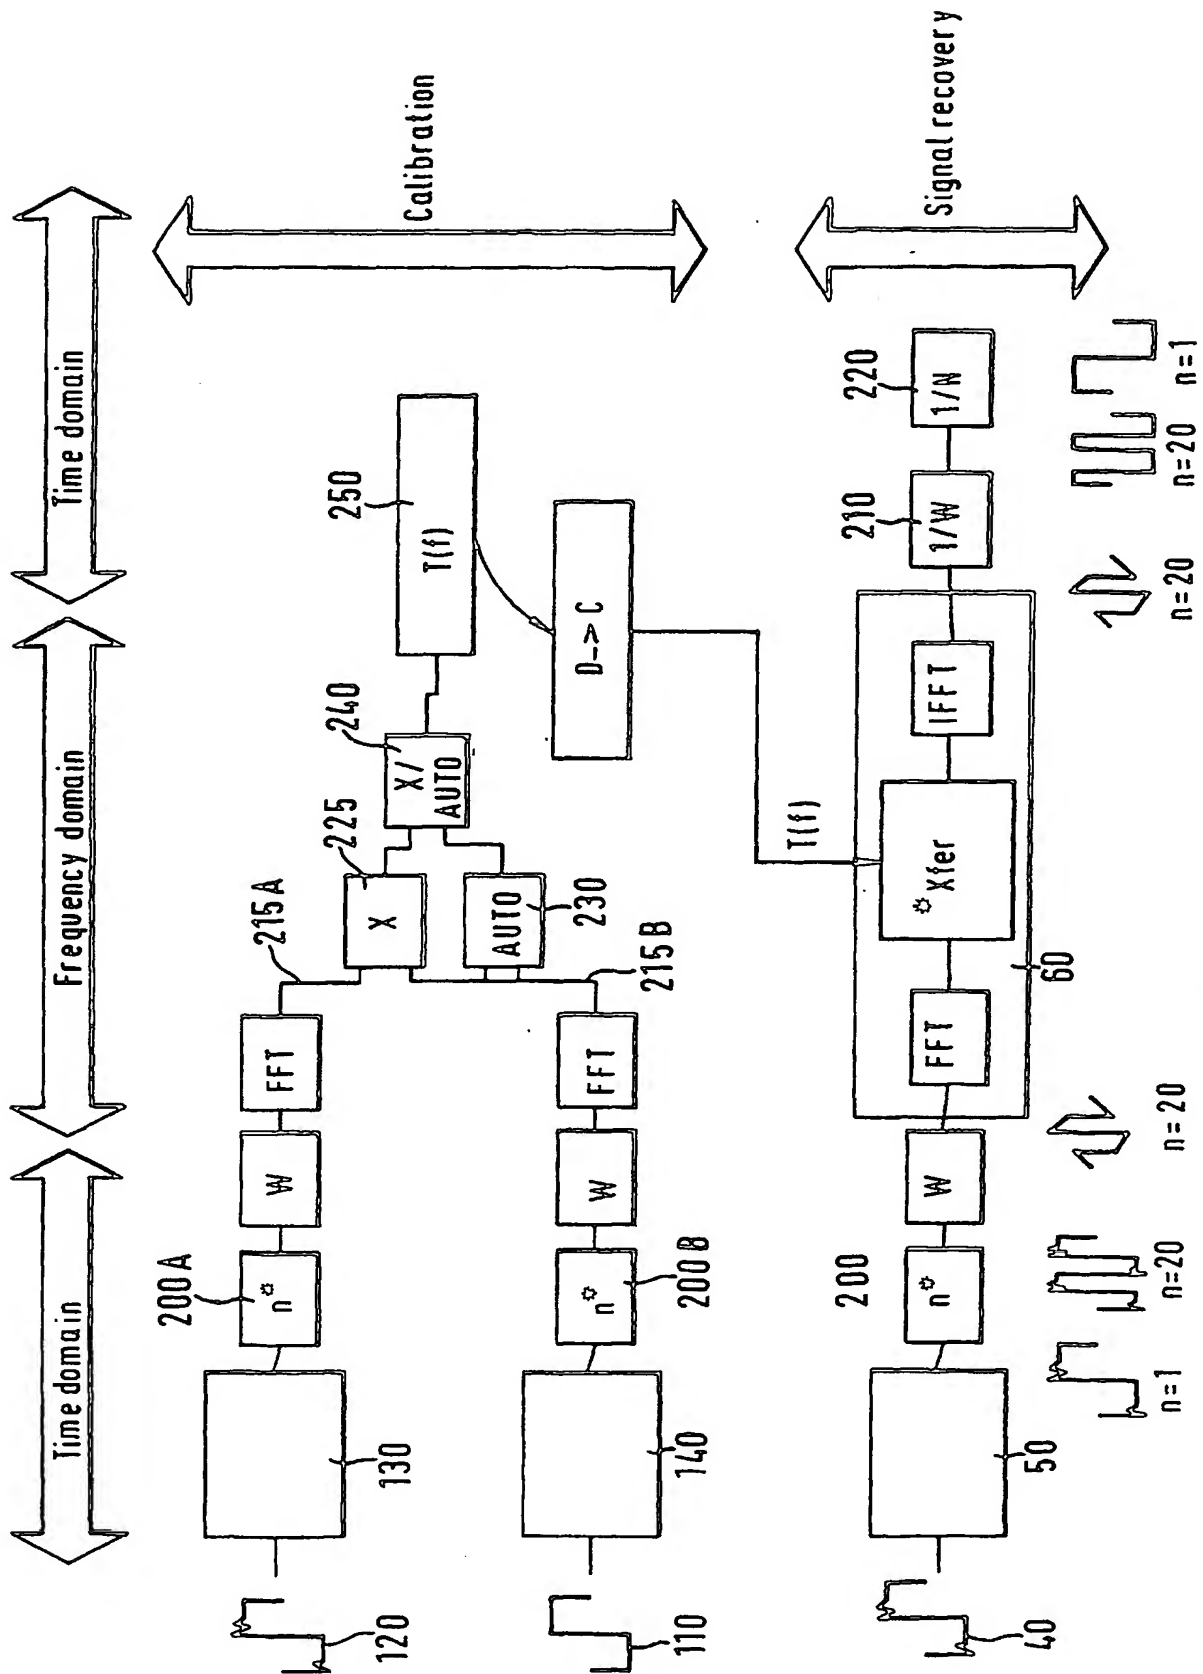 Time domain
Frequency domain
Time domain
Calibration
Signal recovery
120
130
200A
n*
W
FFT
215A
X
225
X/
AUTO
240
T(f)
250
110
140
n*
200B
W
FFT
215B
AUTO
230
D->C
T(f)
40
50
200
n*
W
FFT
*Xfer
IFFT
60
210
1/W
220
1/N
n=1
n=20
n=20
n=20
n=20
n=1